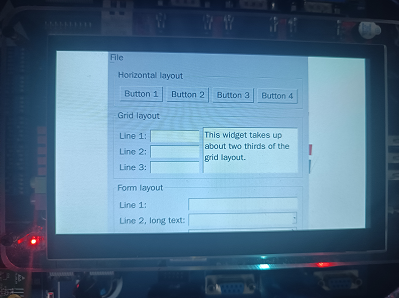 File
Horizontal layout
Button 1 Button 2 Button 3 Button 4
Grid layout
Line 1:
Line 2:
Line 3:
This widget takes up
about two thirds of the
grid layout.
Form layout
Line 1:
Line 2, long text: